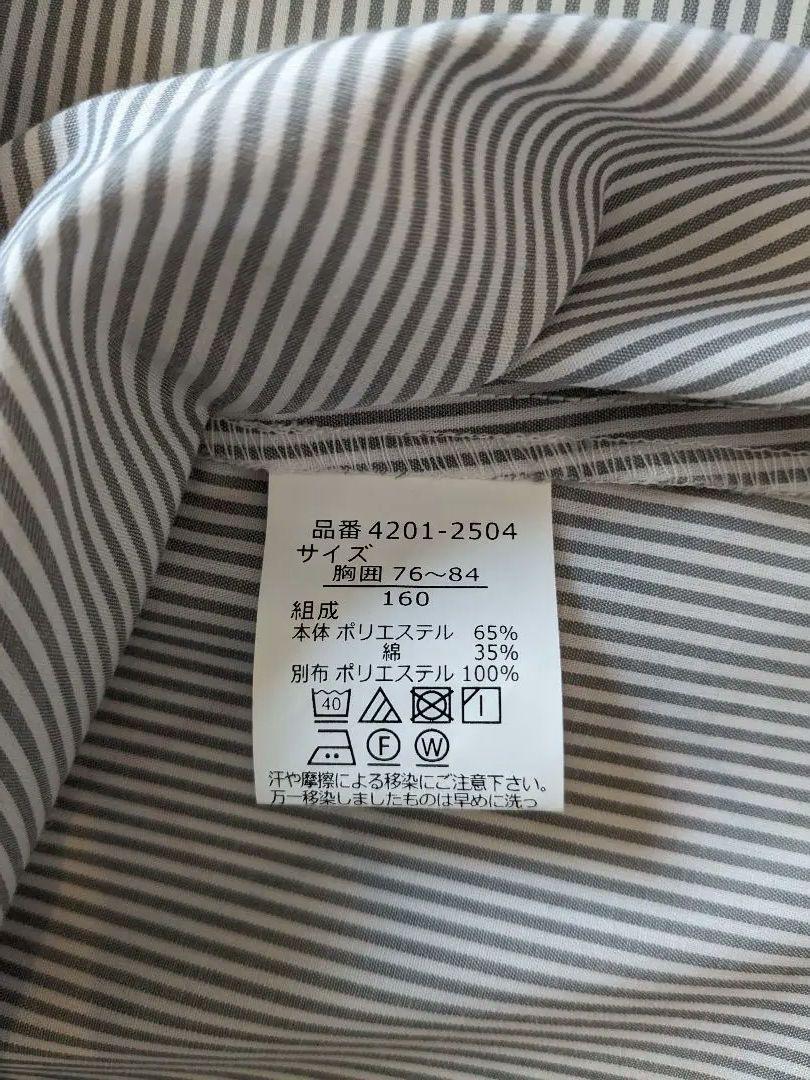 品番 4201-2504
サイズ
胸囲 76～84
160
組成
本体 ポリエステル 65%
綿 35%
別布 ポリエステル 100%
40
F W
汗や摩擦による移染にご注意下さい。
万一移染しましたものは早めに洗っ